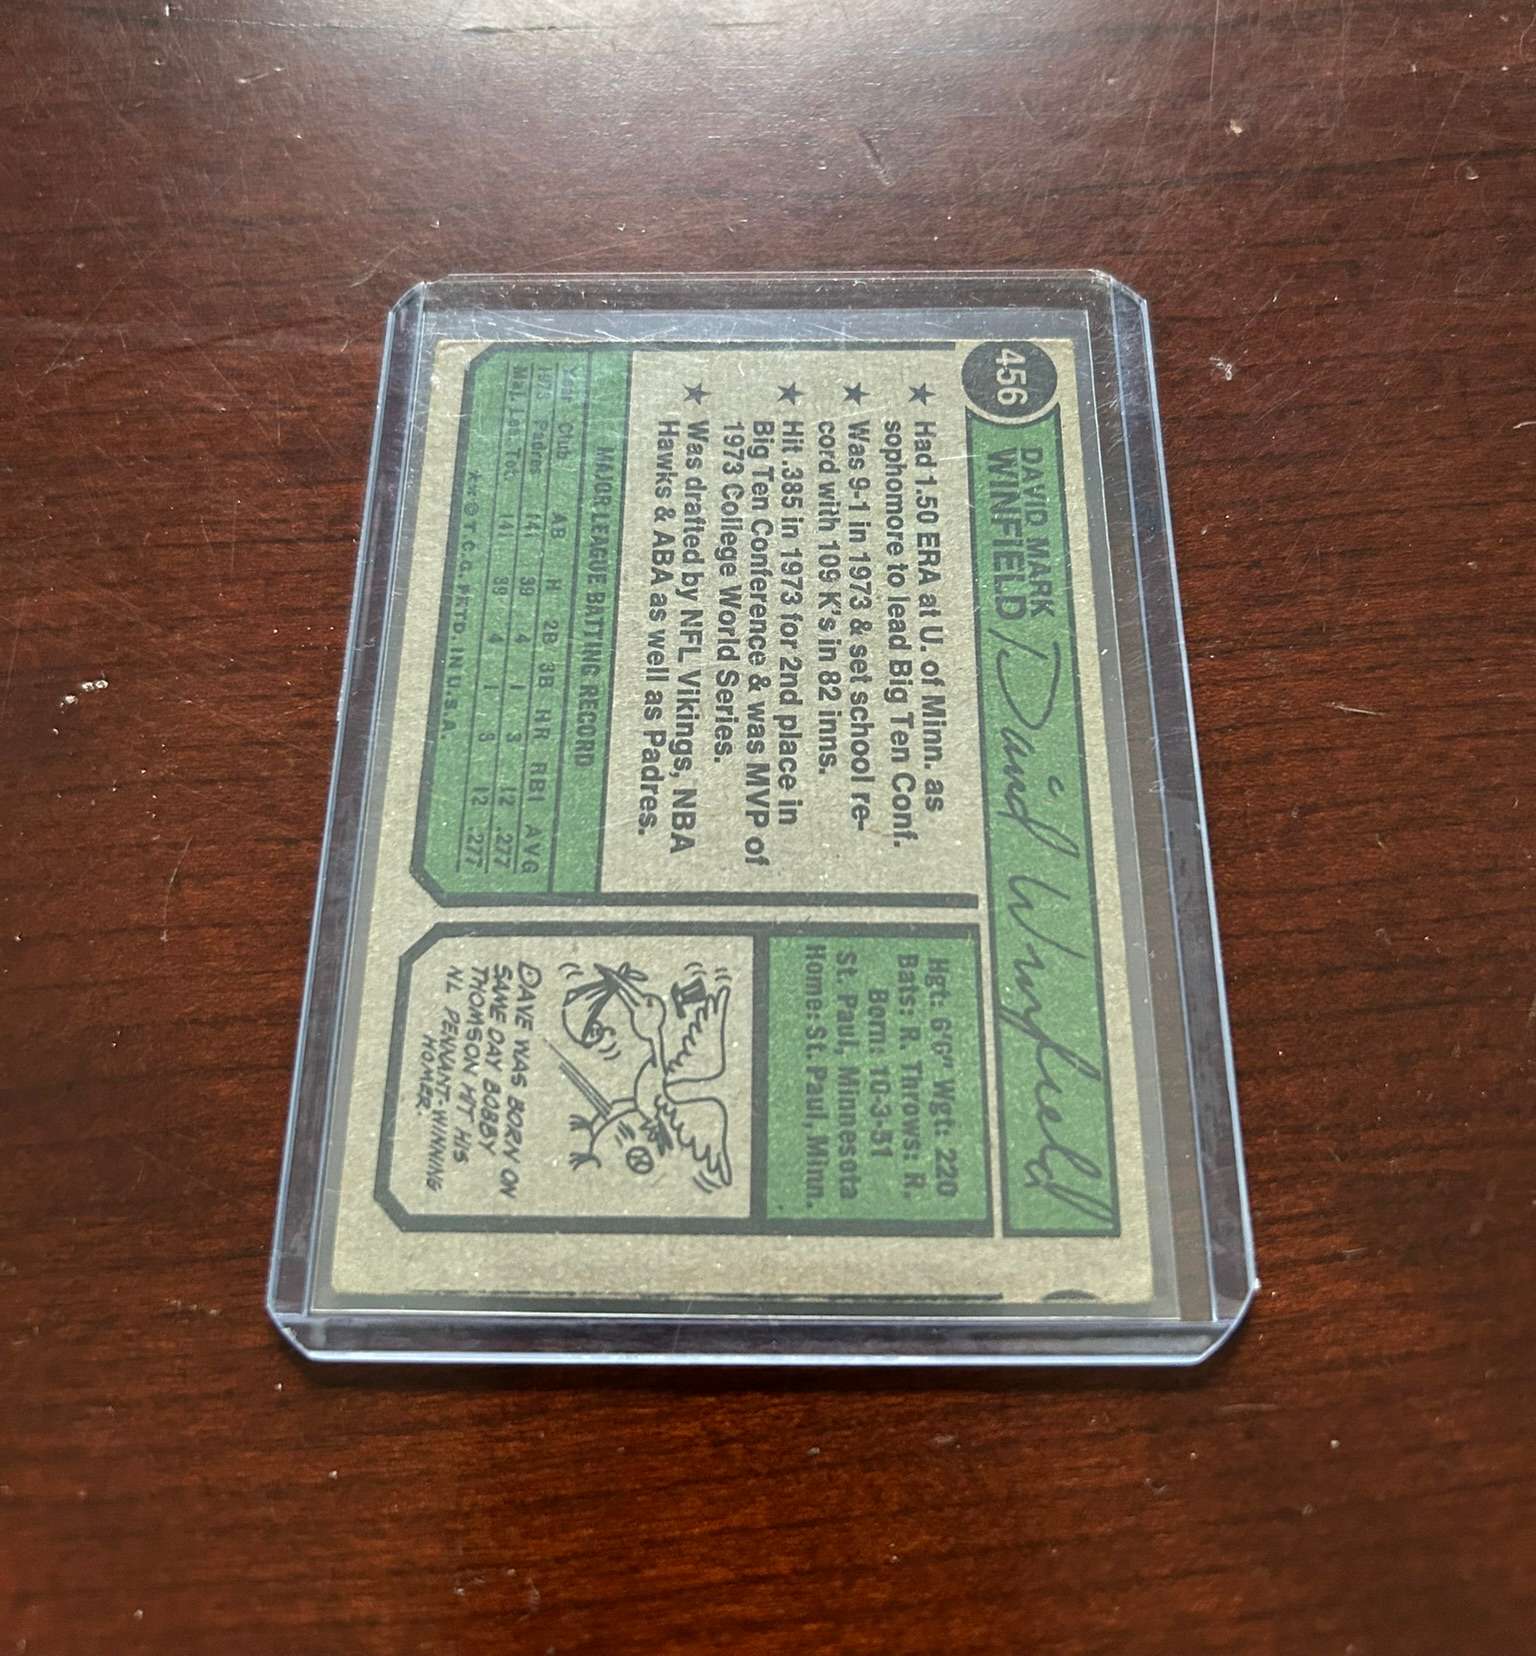 456
DAVID MARK
WINFIELD
David Winfield
★ Had 1.50 ERA at U. of Minn. as
sophomore to lead Big Ten Conf.
★ Was 9-1 in 1973 & set school re-
cord with 109 K's in 82 inns.
★ Hit .385 in 1973 for 2nd place in
Big Ten Conference & was MVP of
1973 College World Series.
★ Was drafted by NFL Vikings, NBA
Hawks & ABA as well as Padres.
MAJOR LEAGUE BATTING RECORD
Year Club AB H 2B 3B HR RBI AVG
1973 Padres 141 39 4 1 3 12 .277
Maj. Lea. Tot. 141 39 4 1 3 12 .277
★★© T.C.G. PRTD. IN U.S.A.
Hgt: 6'6" Wgt: 220
Bats: R. Throws: R.
Born: 10-3-51
St. Paul, Minnesota
Home: St. Paul, Minn.
DAVE WAS BORN ON
SAME DAY BOBBY
THOMSON HIT HIS
N.L. PENNANT-WINNING
HOMER.